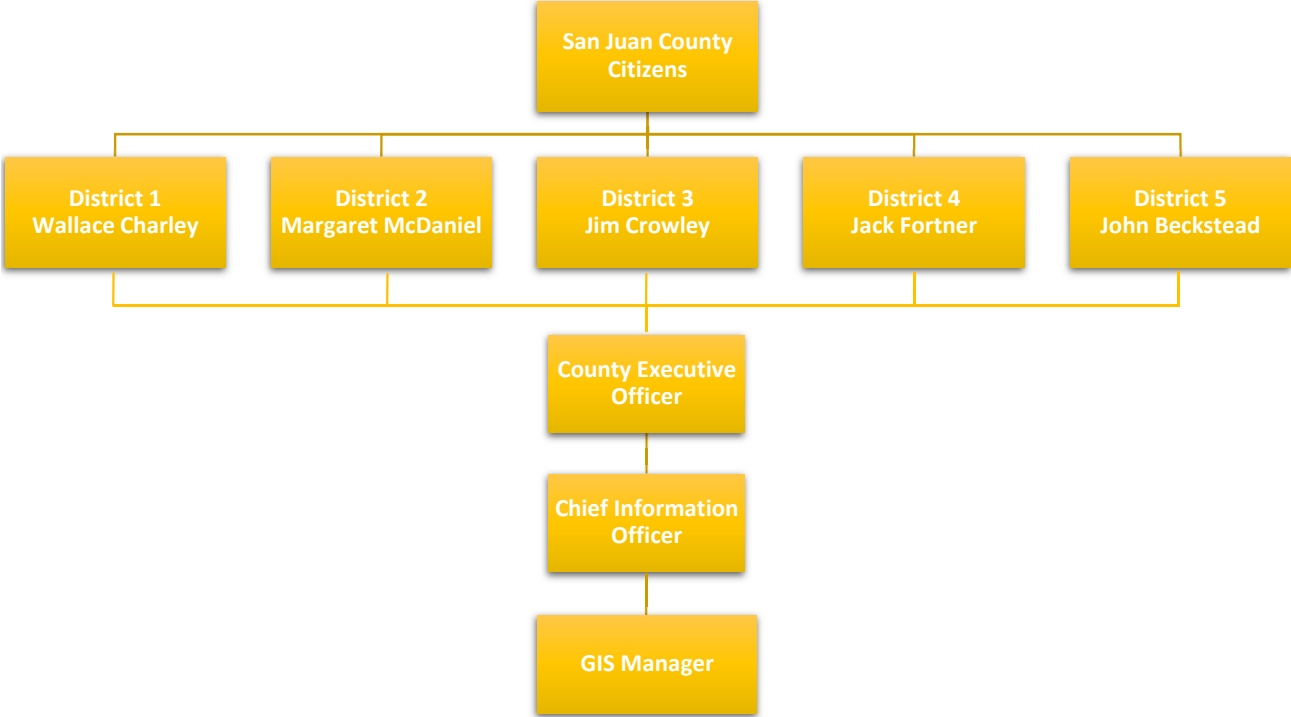 San Juan County
Citizens
District 1
Wallace Charley
District 2
Margaret McDaniel
District 3
Jim Crowley
District 4
Jack Fortner
District 5
John Beckstead
County Executive
Officer
Chief Information
Officer
GIS Manager